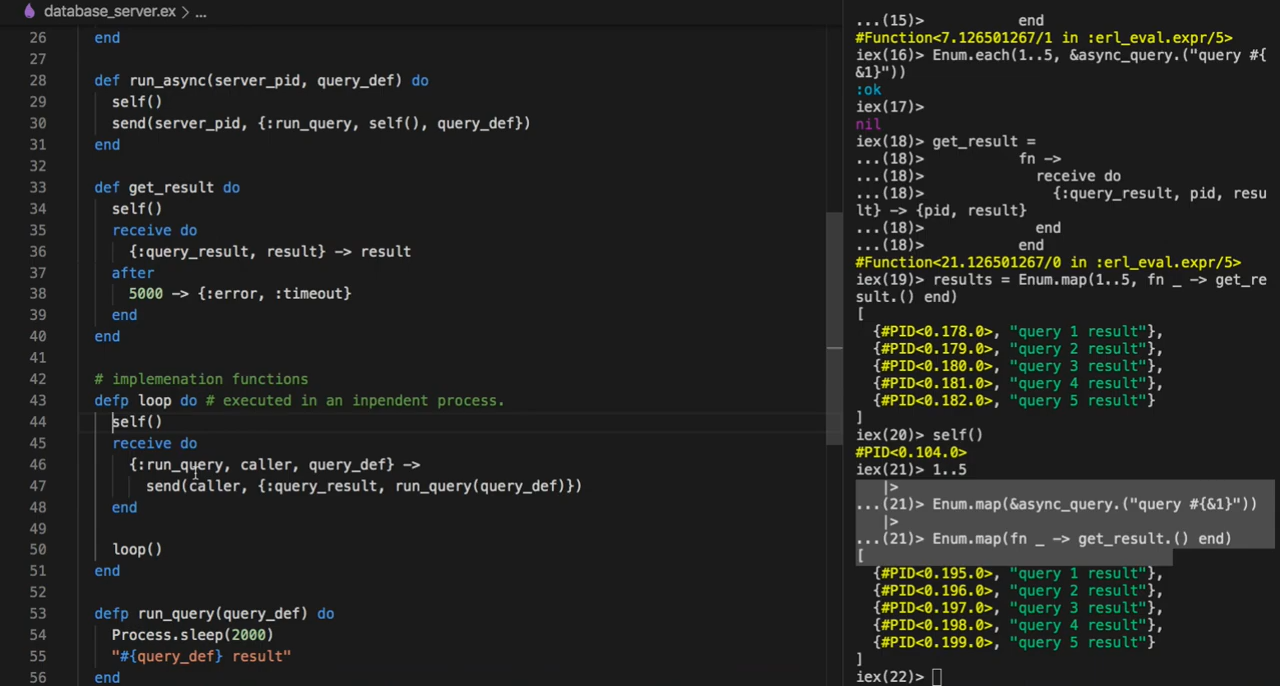 database_server.ex > ...
26 end
27
28 def run_async(server_pid, query_def) do
29 self()
30 send(server_pid, {:run_query, self(), query_def})
31 end
32
33 def get_result do
34 self()
35 receive do
36 {:query_result, result} -> result
37 after
38 5000 -> {:error, :timeout}
39 end
40 end
41
42 # implemenation functions
43 defp loop do # executed in an inpendent process.
44 self()
45 receive do
46 {:run_query, caller, query_def} ->
47 send(caller, {:query_result, run_query(query_def)})
48 end
49
50 loop()
51 end
52
53 defp run_query(query_def) do
54 Process.sleep(2000)
55 "#{query_def} result"
56 end
...(15)> end
#Function<7.126501267/1 in :erl_eval.expr/5>
iex(16)> Enum.each(1..5, &async_query.("query #{
&1}"))
:ok
iex(17)>
nil
iex(18)> get_result =
...(18)> fn ->
...(18)> receive do
...(18)> {:query_result, pid, resu
lt} -> {pid, result}
...(18)> end
...(18)> end
#Function<21.126501267/0 in :erl_eval.expr/5>
iex(19)> results = Enum.map(1..5, fn _ -> get_re
sult.() end)
[
{#PID<0.178.0>, "query 1 result"},
{#PID<0.179.0>, "query 2 result"},
{#PID<0.180.0>, "query 3 result"},
{#PID<0.181.0>, "query 4 result"},
{#PID<0.182.0>, "query 5 result"}
]
iex(20)> self()
#PID<0.104.0>
iex(21)> 1..5
|>
...(21)> Enum.map(&async_query.("query #{&1}"))
|>
...(21)> Enum.map(fn _ -> get_result.() end)
[
{#PID<0.195.0>, "query 1 result"},
{#PID<0.196.0>, "query 2 result"},
{#PID<0.197.0>, "query 3 result"},
{#PID<0.198.0>, "query 4 result"},
{#PID<0.199.0>, "query 5 result"}
]
iex(22)>